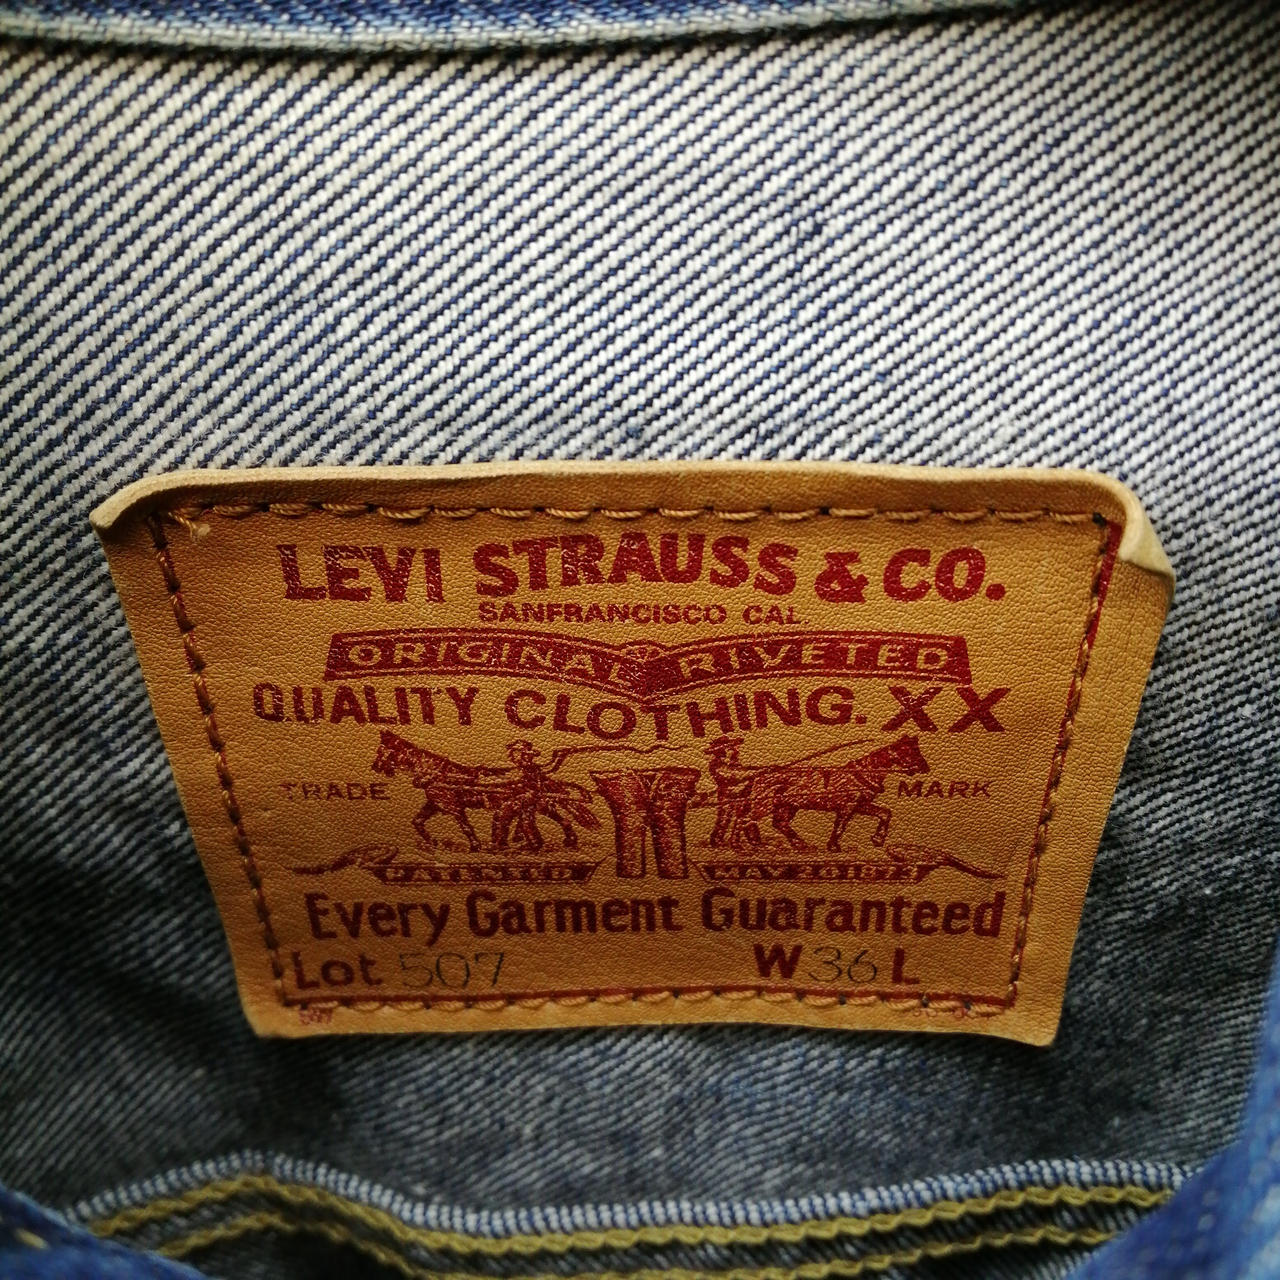 LEVI STRAUSS & CO.
SANFRANCISCO CAL.
ORIGINAL RIVETED
QUALITY CLOTHING. XX
TRADE MARK
PATENTED MAY 20 1873
Every Garment Guaranteed
Lot 507 W 36 L